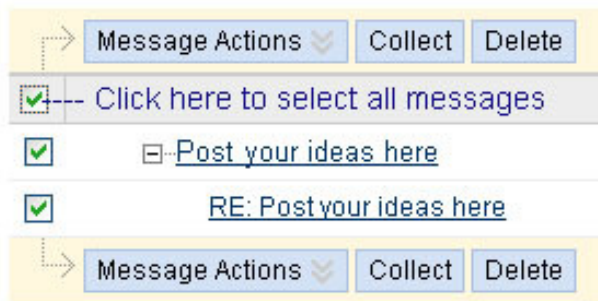 Message Actions Collect Delete
Click here to select all messages
Post your ideas here
RE: Post your ideas here
Message Actions Collect Delete